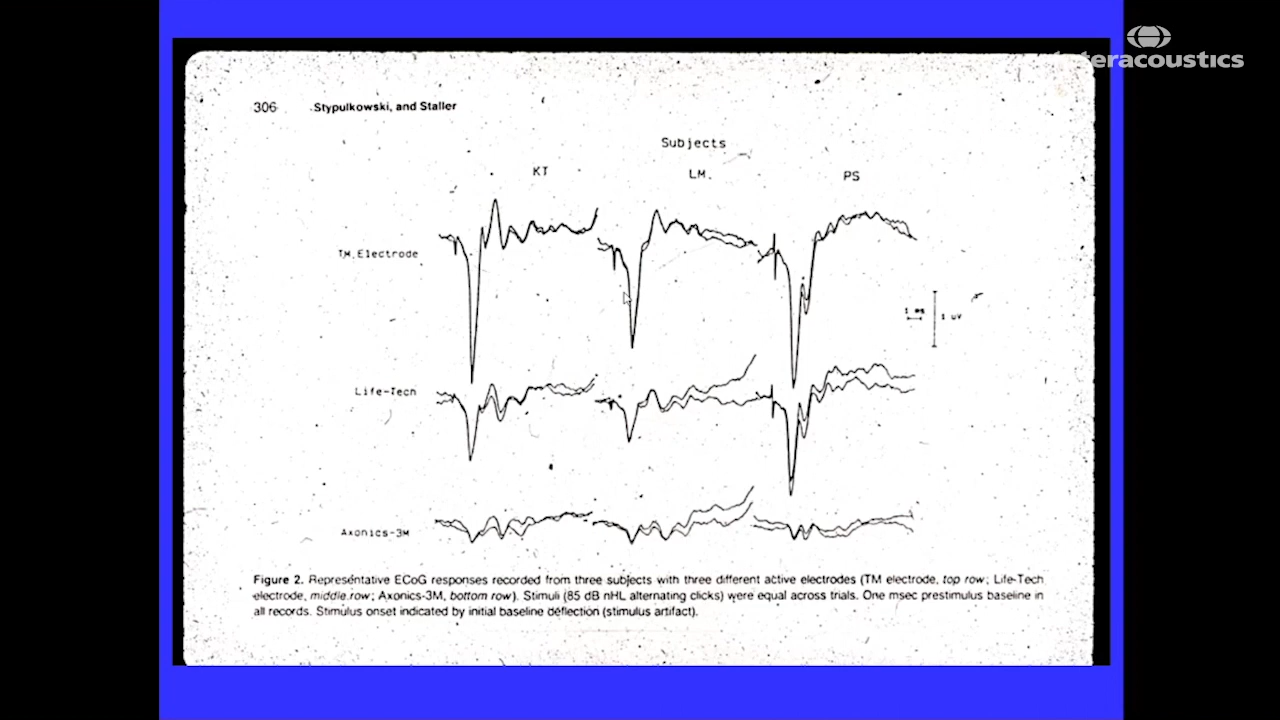 interacoustics
306 Stypulkowski, and Staller
Subjects
KT LM. PS
TM Electrode
1 ms 1 uV
Life-Tech
Axonics-3M
Figure 2. Representative ECoG responses recorded from three subjects with three different active electrodes (TM electrode, top row; Life-Tech
electrode, middle row; Axonics-3M, bottom row). Stimuli (85 dB nHL alternating clicks) were equal across trials. One msec prestimulus baseline in
all records. Stimulus onset indicated by initial baseline deflection (stimulus artifact).